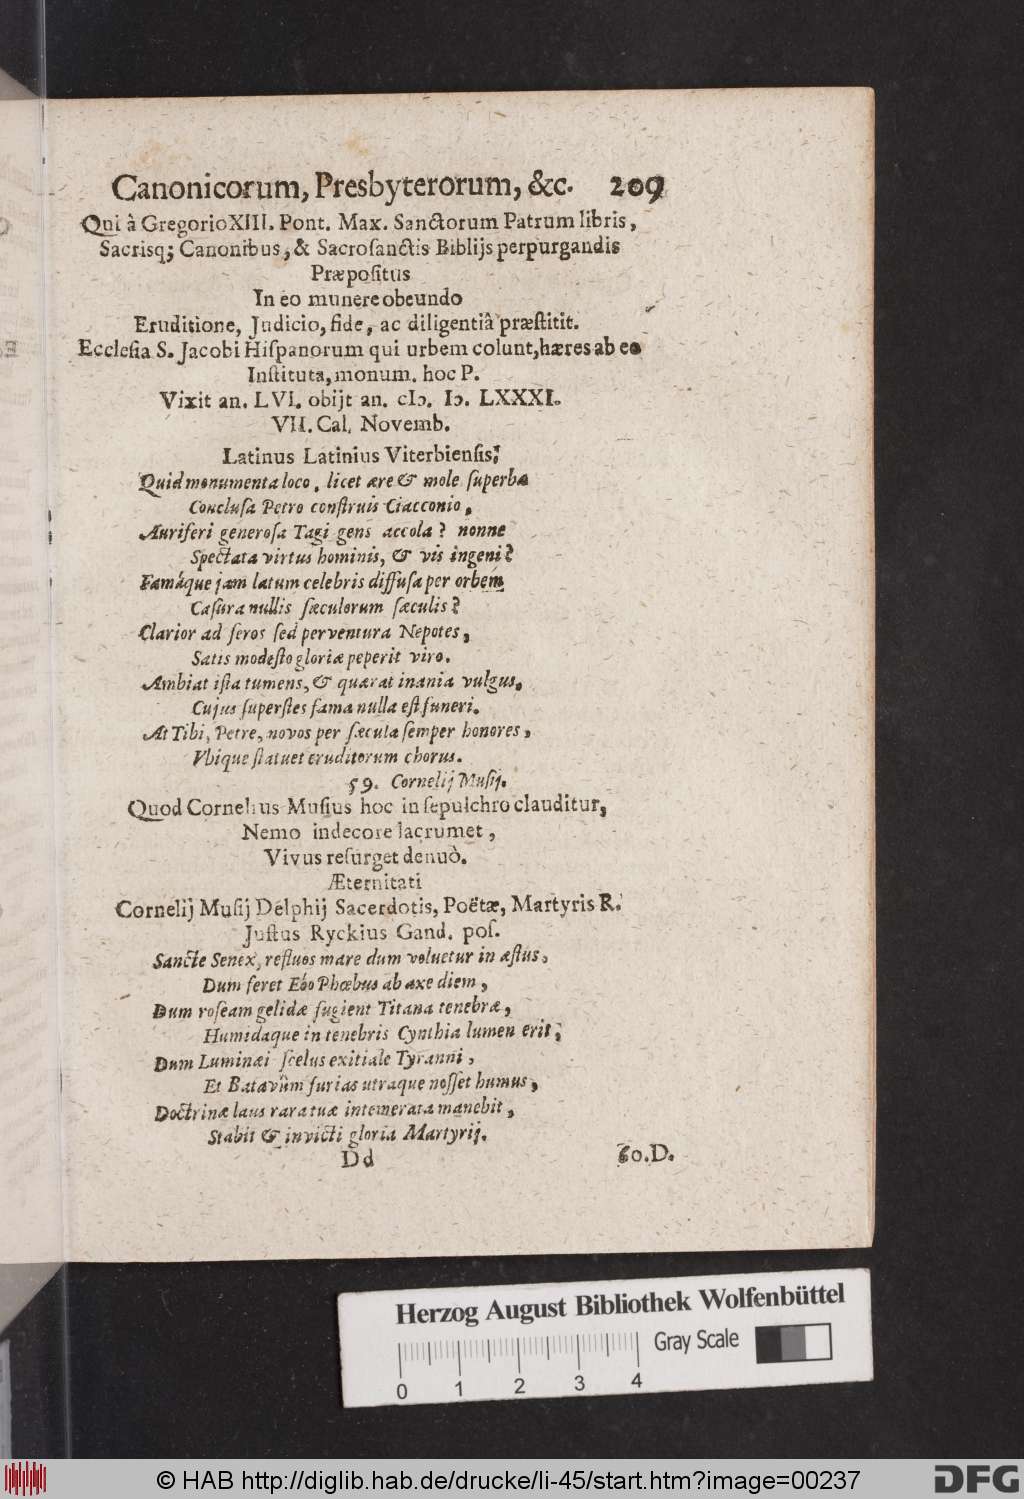 Canonicorum, Presbyterorum, &c. 209
Qui â Gregorio XIII. Pont. Max. Sanctorum Patrum libris,
Sacrisq; Canonibus, & Sacrosanctis Biblijs perpurgandis
Præpositus
In eo munere obeundo
Eruditione, Judicio, fide, ac diligentiâ præstitit.
Ecclesia S. Jacobi Hispanorum qui urbem colunt, hæres ab eo
Instituta, monum. hoc P.
Vixit an. LVI. obijt an. cIɔ. Iɔ. LXXXI.
VII. Cal. Novemb.
Latinus Latinius Viterbiensis.
Quid monumenta loco, licet ære & mole superba
Conclusa Petro construis Ciacconio,
Auriferi generosa Tagi gens accola? nonne
Spectata virtus hominis, & vis ingeni?
Famáque jam latum celebris diffusa per orbem
Casura nullis sæculorum sæculis?
Clarior ad seros sed perventura Nepotes,
Satis modesto gloriæ peperit viro.
Ambiat ista tumens, & quærat inania vulgus,
Cujus superstes fama nulla est funeri.
At Tibi, Petre, novos per sæcula semper honores,
Vbique statuet eruditorum chorus.
59. Cornelij Musij.
Quod Cornelius Musius hoc in sepulchro clauditur,
Nemo indecore lacrumet,
Vivus resurget denuò.
Æternitati
Cornelij Musij Delphij Sacerdotis, Poëtæ, Martyris R.
Justus Ryckius Gand. pos.
Sancte Senex, refluos mare dum voluetur in æstus,
Dum feret Eóo Phœbus ab axe diem,
Dum roseam gelidæ fugient Titana tenebræ,
Humidaque in tenebris Cynthia lumen erit;
Dum Luminæi scelus exitiale Tyranni,
Et Batavûm furias utraque nosset humus,
Doctrinæ laus rara tuæ intemerata manebit,
Stabit & invicti gloria Martyrij.
Dd 60. D.
Herzog August Bibliothek Wolfenbüttel
Gray Scale
0 1 2 3 4
© HAB http://diglib.hab.de/drucke/li-45/start.htm?image=00237
DFG